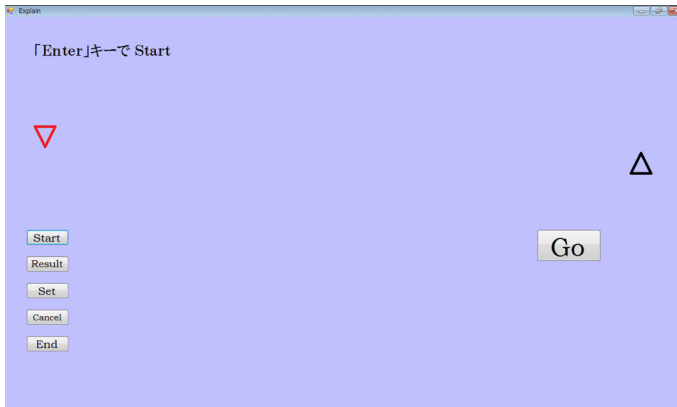 Explain
「Enter」キーで Start
Start
Go
Result
Set
Cancel
End